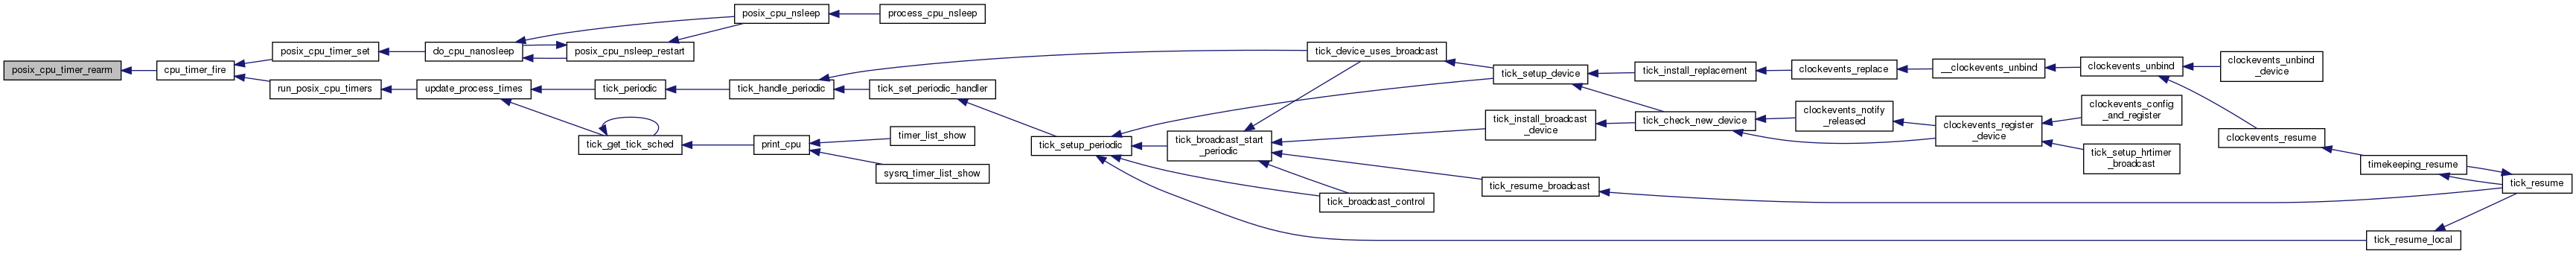 posix_cpu_timer_rearm
cpu_timer_fire
posix_cpu_timer_set
run_posix_cpu_timers
do_cpu_nanosleep
update_process_times
posix_cpu_nsleep_restart
tick_periodic
tick_get_tick_sched
posix_cpu_nsleep
tick_handle_periodic
print_cpu
process_cpu_nsleep
tick_set_periodic_handler
timer_list_show
sysrq_timer_list_show
tick_setup_periodic
tick_broadcast_start
_periodic
tick_device_uses_broadcast
tick_broadcast_control
tick_setup_device
tick_install_broadcast
_device
tick_resume_broadcast
tick_install_replacement
tick_check_new_device
clockevents_replace
clockevents_notify
_released
__clockevents_unbind
clockevents_register
_device
clockevents_unbind
clockevents_config
_and_register
tick_setup_hrtimer
_broadcast
clockevents_unbind
_device
clockevents_resume
timekeeping_resume
tick_resume_local
tick_resume